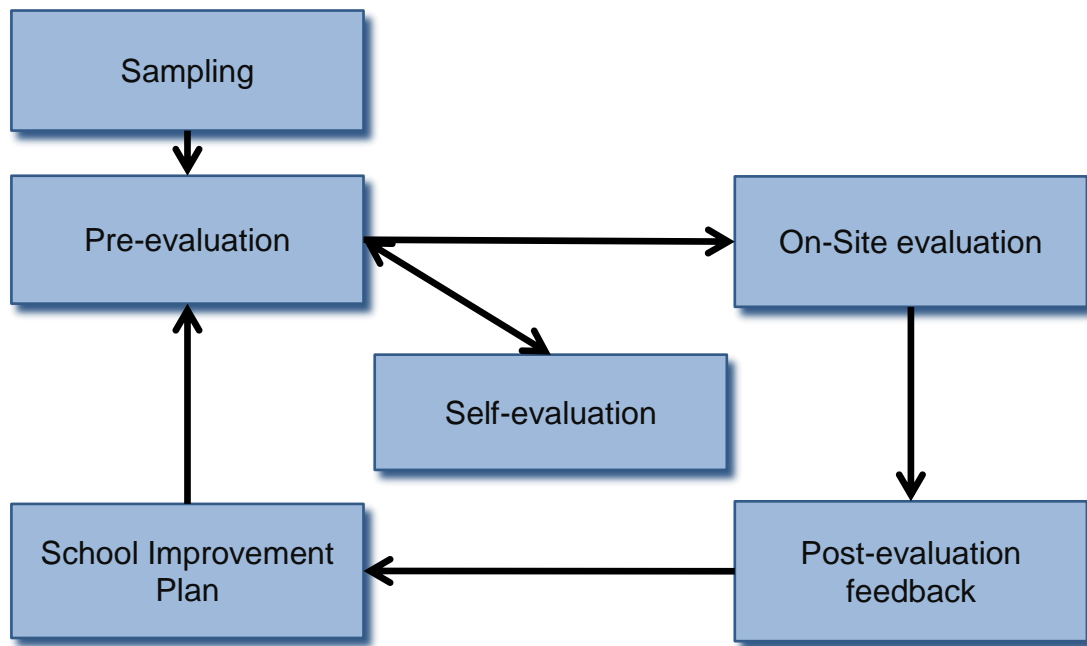 Sampling
Pre-evaluation
On-Site evaluation
Self-evaluation
School Improvement
Plan
Post-evaluation
feedback